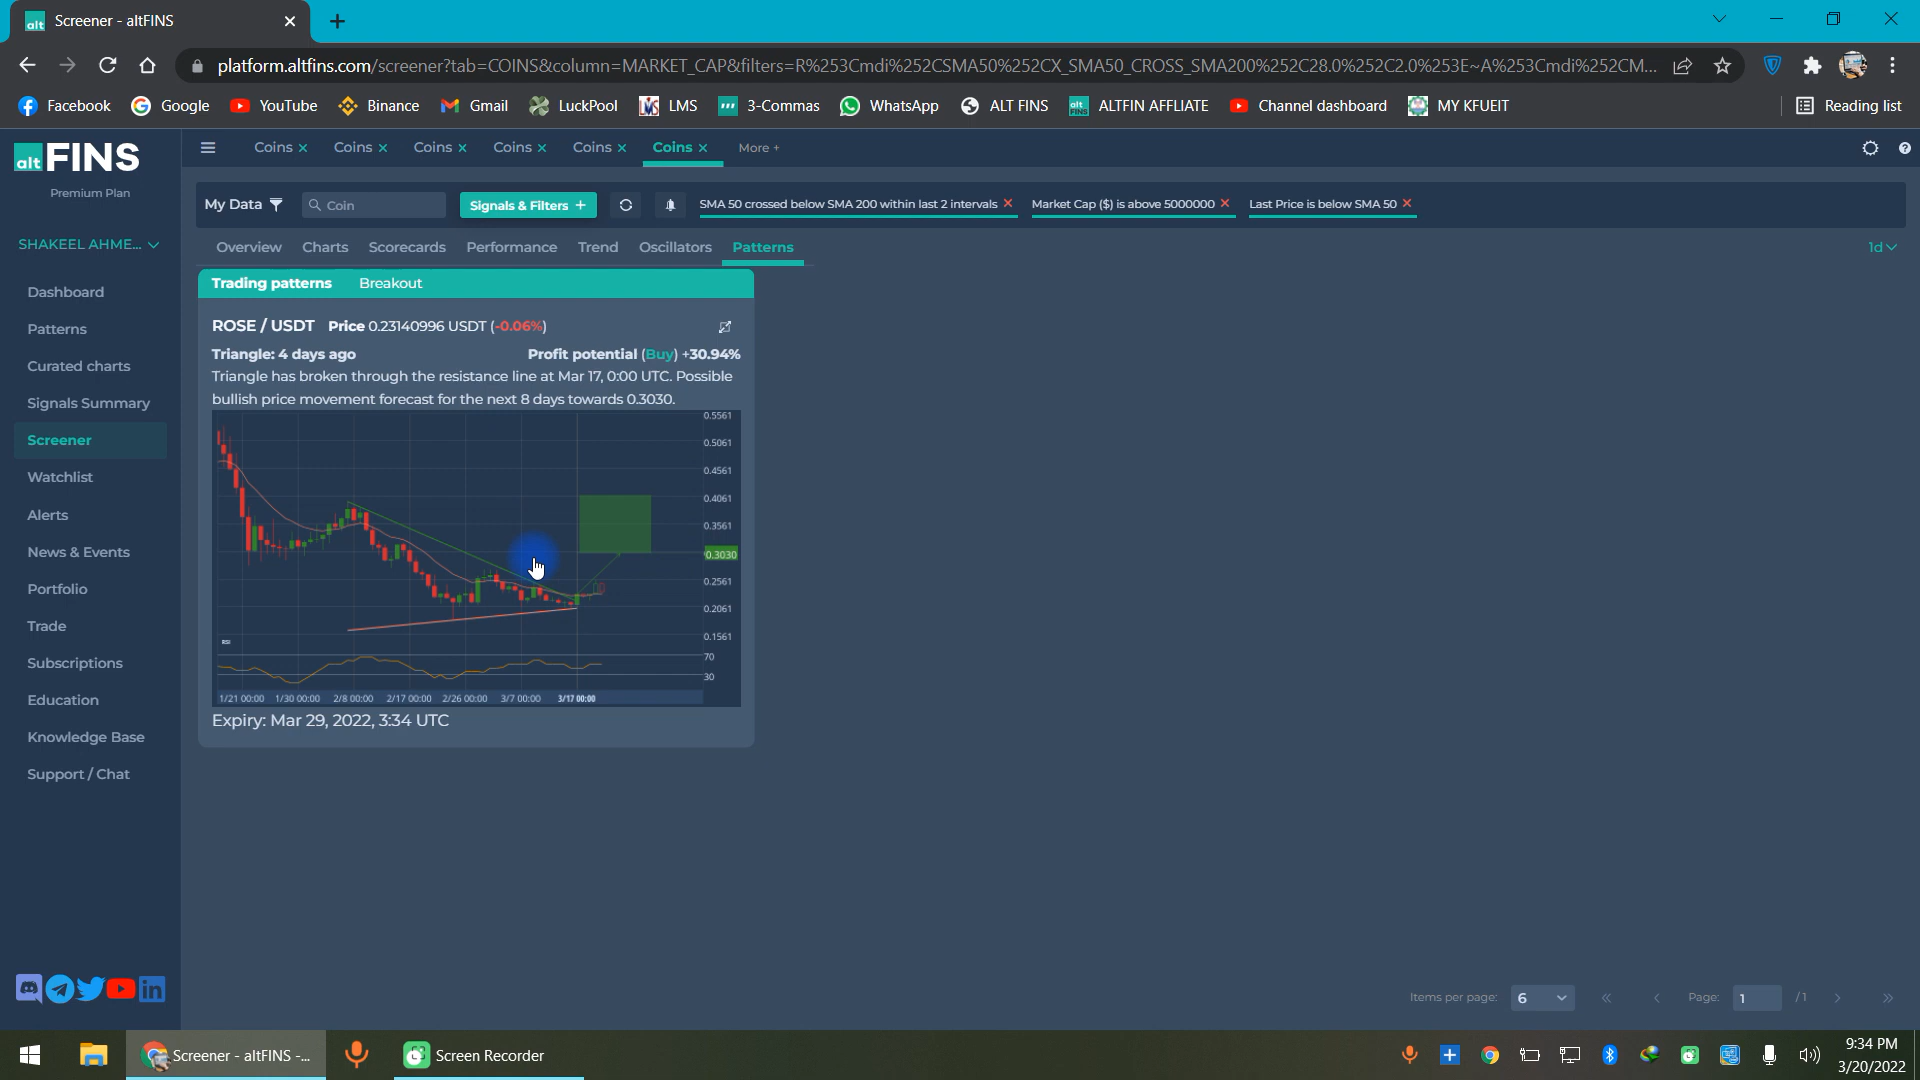 Screener - altFINS
platform.altfins.com/screener?tab=COINS&column=MARKET_CAP&filters=R%253Cmdi%252CSMA50%252CX_SMA50_CROSS_SMA200%252C28.0%252C2.0%253E~A%253Cmdi%252CM...
Facebook Google YouTube Binance Gmail LuckPool LMS 3-Commas WhatsApp ALT FINS ALTFIN AFFLIATE Channel dashboard MY KFUEIT Reading list
alt FINS
Premium Plan
SHAKEEL AHME...
Dashboard
Patterns
Curated charts
Signals Summary
Screener
Watchlist
Alerts
News & Events
Portfolio
Trade
Subscriptions
Education
Knowledge Base
Support / Chat
Coins × Coins × Coins × Coins × Coins × Coins × More +
My Data Coin Signals & Filters + SMA 50 crossed below SMA 200 within last 2 intervals × Market Cap ($) is above 5000000 × Last Price is below SMA 50 ×
Overview Charts Scorecards Performance Trend Oscillators Patterns 1d
Trading patterns Breakout
ROSE / USDT Price 0.23140996 USDT (-0.06%)
Triangle: 4 days ago Profit potential (Buy) +30.94%
Triangle has broken through the resistance line at Mar 17, 0:00 UTC. Possible
bullish price movement forecast for the next 8 days towards 0.3030.
0.5561
0.5061
0.4561
0.4061
0.3561
0.3030
0.2561
0.2061
0.1561
RSI
70
30
1/21 00:00 1/30 00:00 2/8 00:00 2/17 00:00 2/26 00:00 3/7 00:00 3/17 00:00
Expiry: Mar 29, 2022, 3:34 UTC
Items per page: 6 Page: 1 / 1
Screener - altFINS -... Screen Recorder
9:34 PM
3/20/2022